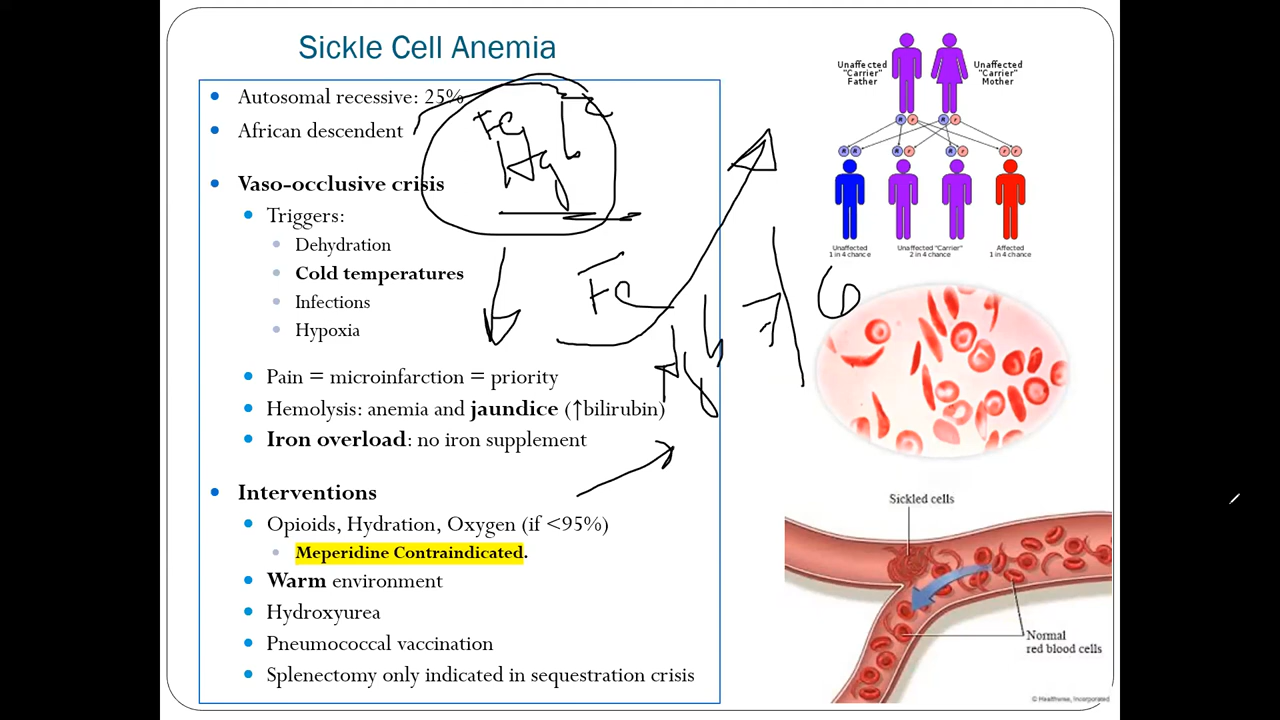 Sickle Cell Anemia
Autosomal recessive: 25%
African descendent
Vaso-occlusive crisis
Triggers:
Dehydration
Cold temperatures
Infections
Hypoxia
Pain = microinfarction = priority
Hemolysis: anemia and jaundice (↑bilirubin)
Iron overload: no iron supplement
Interventions
Opioids, Hydration, Oxygen (if <95%)
Meperidine Contraindicated.
Warm environment
Hydroxyurea
Pneumococcal vaccination
Splenectomy only indicated in sequestration crisis
Fe
Hgb
Fe
Hgb
Unaffected
"Carrier"
Father
Unaffected
"Carrier"
Mother
R r R r
R R R r R r r r
Unaffected
1 in 4 chance
Unaffected "Carrier"
2 in 4 chance
Affected
1 in 4 chance
Sickled cells
Normal
red blood cells
© Healthwise, Incorporated